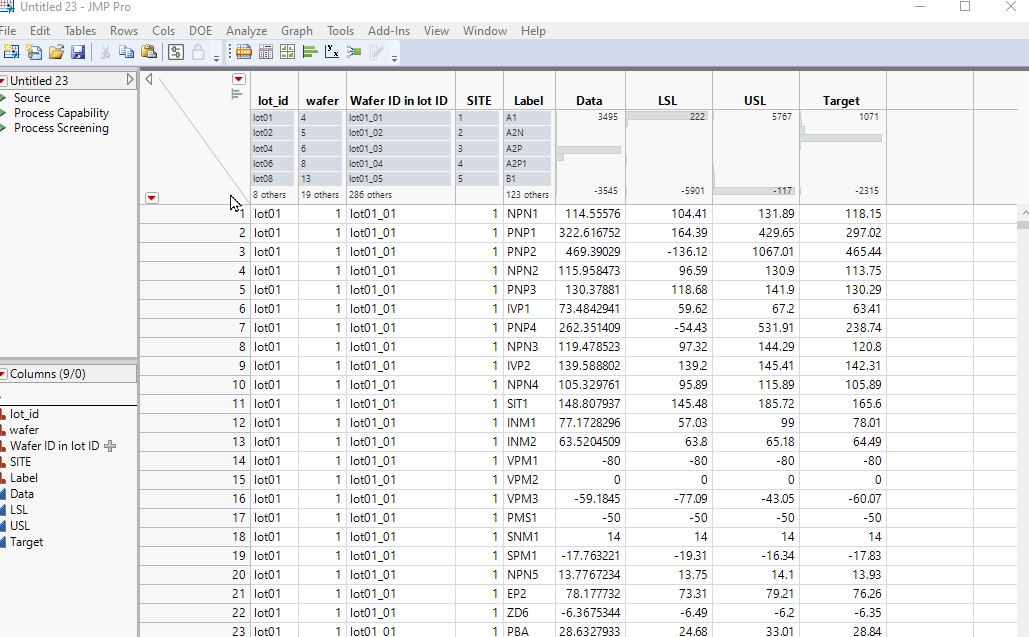 Untitled 23 - JMP Pro
File Edit Tables Rows Cols DOE Analyze Graph Tools Add-Ins View Window Help
Untitled 23
Source
Process Capability
Process Screening
Columns (9/0)
lot_id
wafer
Wafer ID in lot ID
SITE
Label
Data
LSL
USL
Target
lot_id wafer Wafer ID in lot ID SITE Label Data LSL USL Target
lot01 4 lot01_01 1 A1 3495 222 5767 1071
lot02 5 lot01_02 2 A2N
lot04 6 lot01_03 3 A2P
lot06 8 lot01_04 4 A2P1
lot08 13 lot01_05 5 B1 -3545 -5901 -117 -2315
8 others 19 others 286 others 123 others
1 lot01 1 lot01_01 1 NPN1 114.55576 104.41 131.89 118.15
2 lot01 1 lot01_01 1 PNP1 322.616752 164.39 429.65 297.02
3 lot01 1 lot01_01 1 PNP2 469.39029 -136.12 1067.01 465.44
4 lot01 1 lot01_01 1 NPN2 115.958473 96.59 130.9 113.75
5 lot01 1 lot01_01 1 PNP3 130.37881 118.68 141.9 130.29
6 lot01 1 lot01_01 1 IVP1 73.4842941 59.62 67.2 63.41
7 lot01 1 lot01_01 1 PNP4 262.351409 -54.43 531.91 238.74
8 lot01 1 lot01_01 1 NPN3 119.478523 97.32 144.29 120.8
9 lot01 1 lot01_01 1 IVP2 139.588802 139.2 145.41 142.31
10 lot01 1 lot01_01 1 NPN4 105.329761 95.89 115.89 105.89
11 lot01 1 lot01_01 1 SIT1 148.807937 145.48 185.72 165.6
12 lot01 1 lot01_01 1 INM1 77.1728296 57.03 99 78.01
13 lot01 1 lot01_01 1 INM2 63.5204509 63.8 65.18 64.49
14 lot01 1 lot01_01 1 VPM1 -80 -80 -80 -80
15 lot01 1 lot01_01 1 VPM2 0 0 0 0
16 lot01 1 lot01_01 1 VPM3 -59.1845 -77.09 -43.05 -60.07
17 lot01 1 lot01_01 1 PMS1 -50 -50 -50 -50
18 lot01 1 lot01_01 1 SNM1 14 14 14 14
19 lot01 1 lot01_01 1 SPM1 -17.763221 -19.31 -16.34 -17.83
20 lot01 1 lot01_01 1 NPN5 13.7767234 13.75 14.1 13.93
21 lot01 1 lot01_01 1 EP2 78.177732 73.31 79.21 76.26
22 lot01 1 lot01_01 1 ZD6 -6.3675344 -6.49 -6.2 -6.35
23 lot01 1 lot01_01 1 PBA 28.6327933 24.68 33.01 28.84